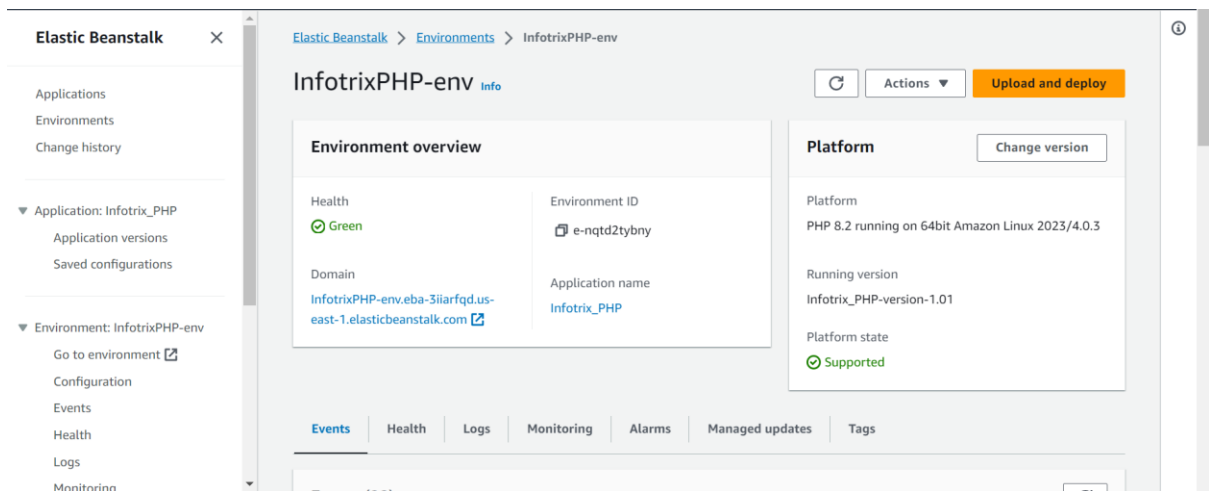 Elastic Beanstalk
Applications
Environments
Change history
Application: Infotrix_PHP
Application versions
Saved configurations
Environment: InfotrixPHP-env
Go to environment
Configuration
Events
Health
Logs
Monitoring
Elastic Beanstalk > Environments > InfotrixPHP-env
InfotrixPHP-env Info
Actions
Upload and deploy
Environment overview
Health
Green
Environment ID
e-nqtd2tybny
Domain
InfotrixPHP-env.eba-3iiarfqd.us-
east-1.elasticbeanstalk.com
Application name
Infotrix_PHP
Platform
Change version
Platform
PHP 8.2 running on 64bit Amazon Linux 2023/4.0.3
Running version
Infotrix_PHP-version-1.01
Platform state
Supported
Events Health Logs Monitoring Alarms Managed updates Tags